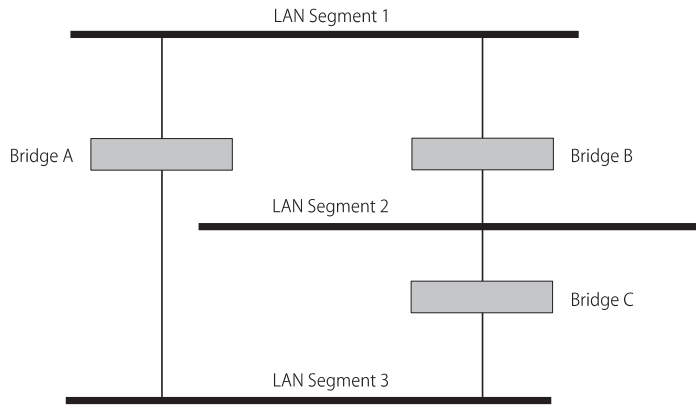 LAN Segment 1
Bridge A
Bridge B
LAN Segment 2
Bridge C
LAN Segment 3